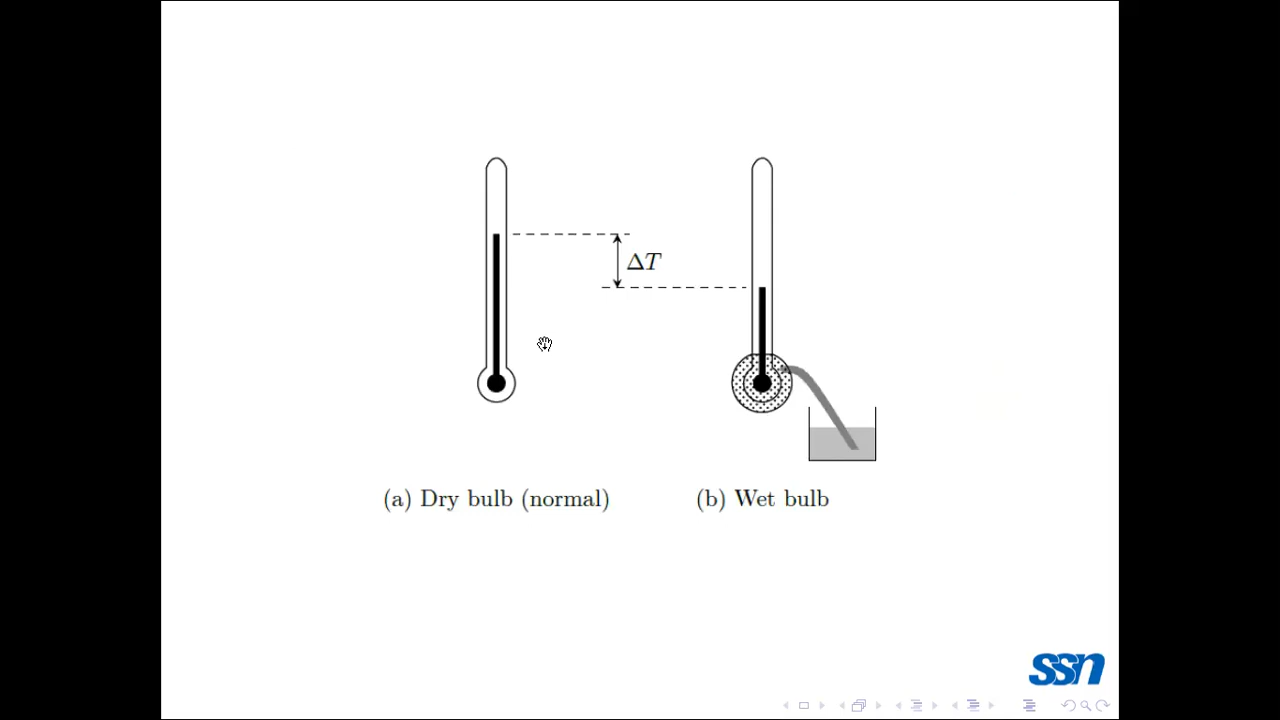 ΔT
(a) Dry bulb (normal)
(b) Wet bulb
ssn